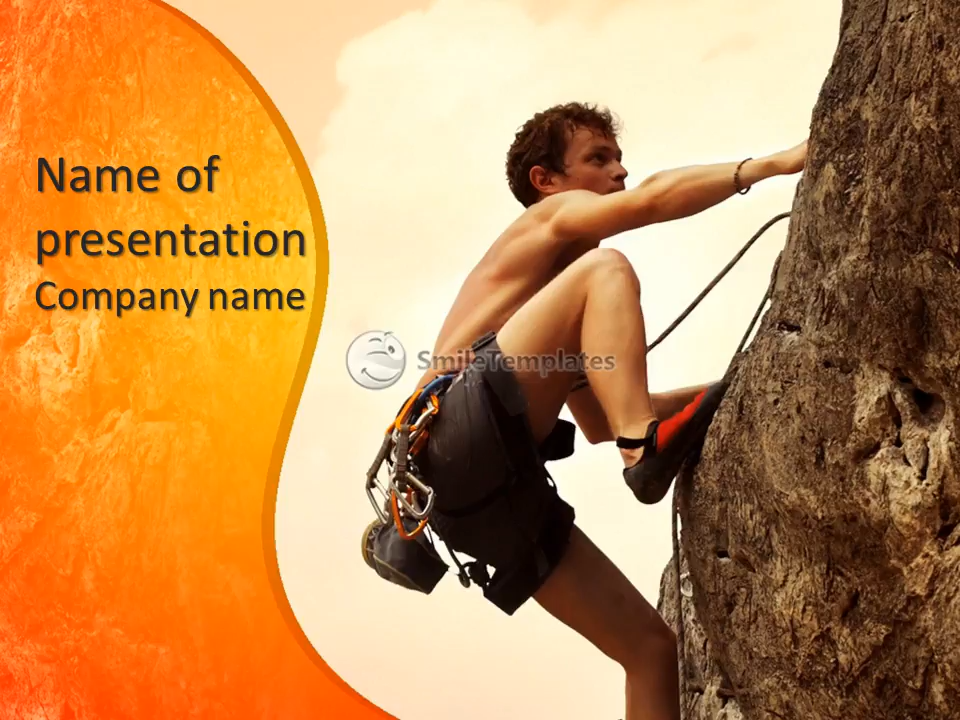 Name of
presentation
Company name
SmileTemplates